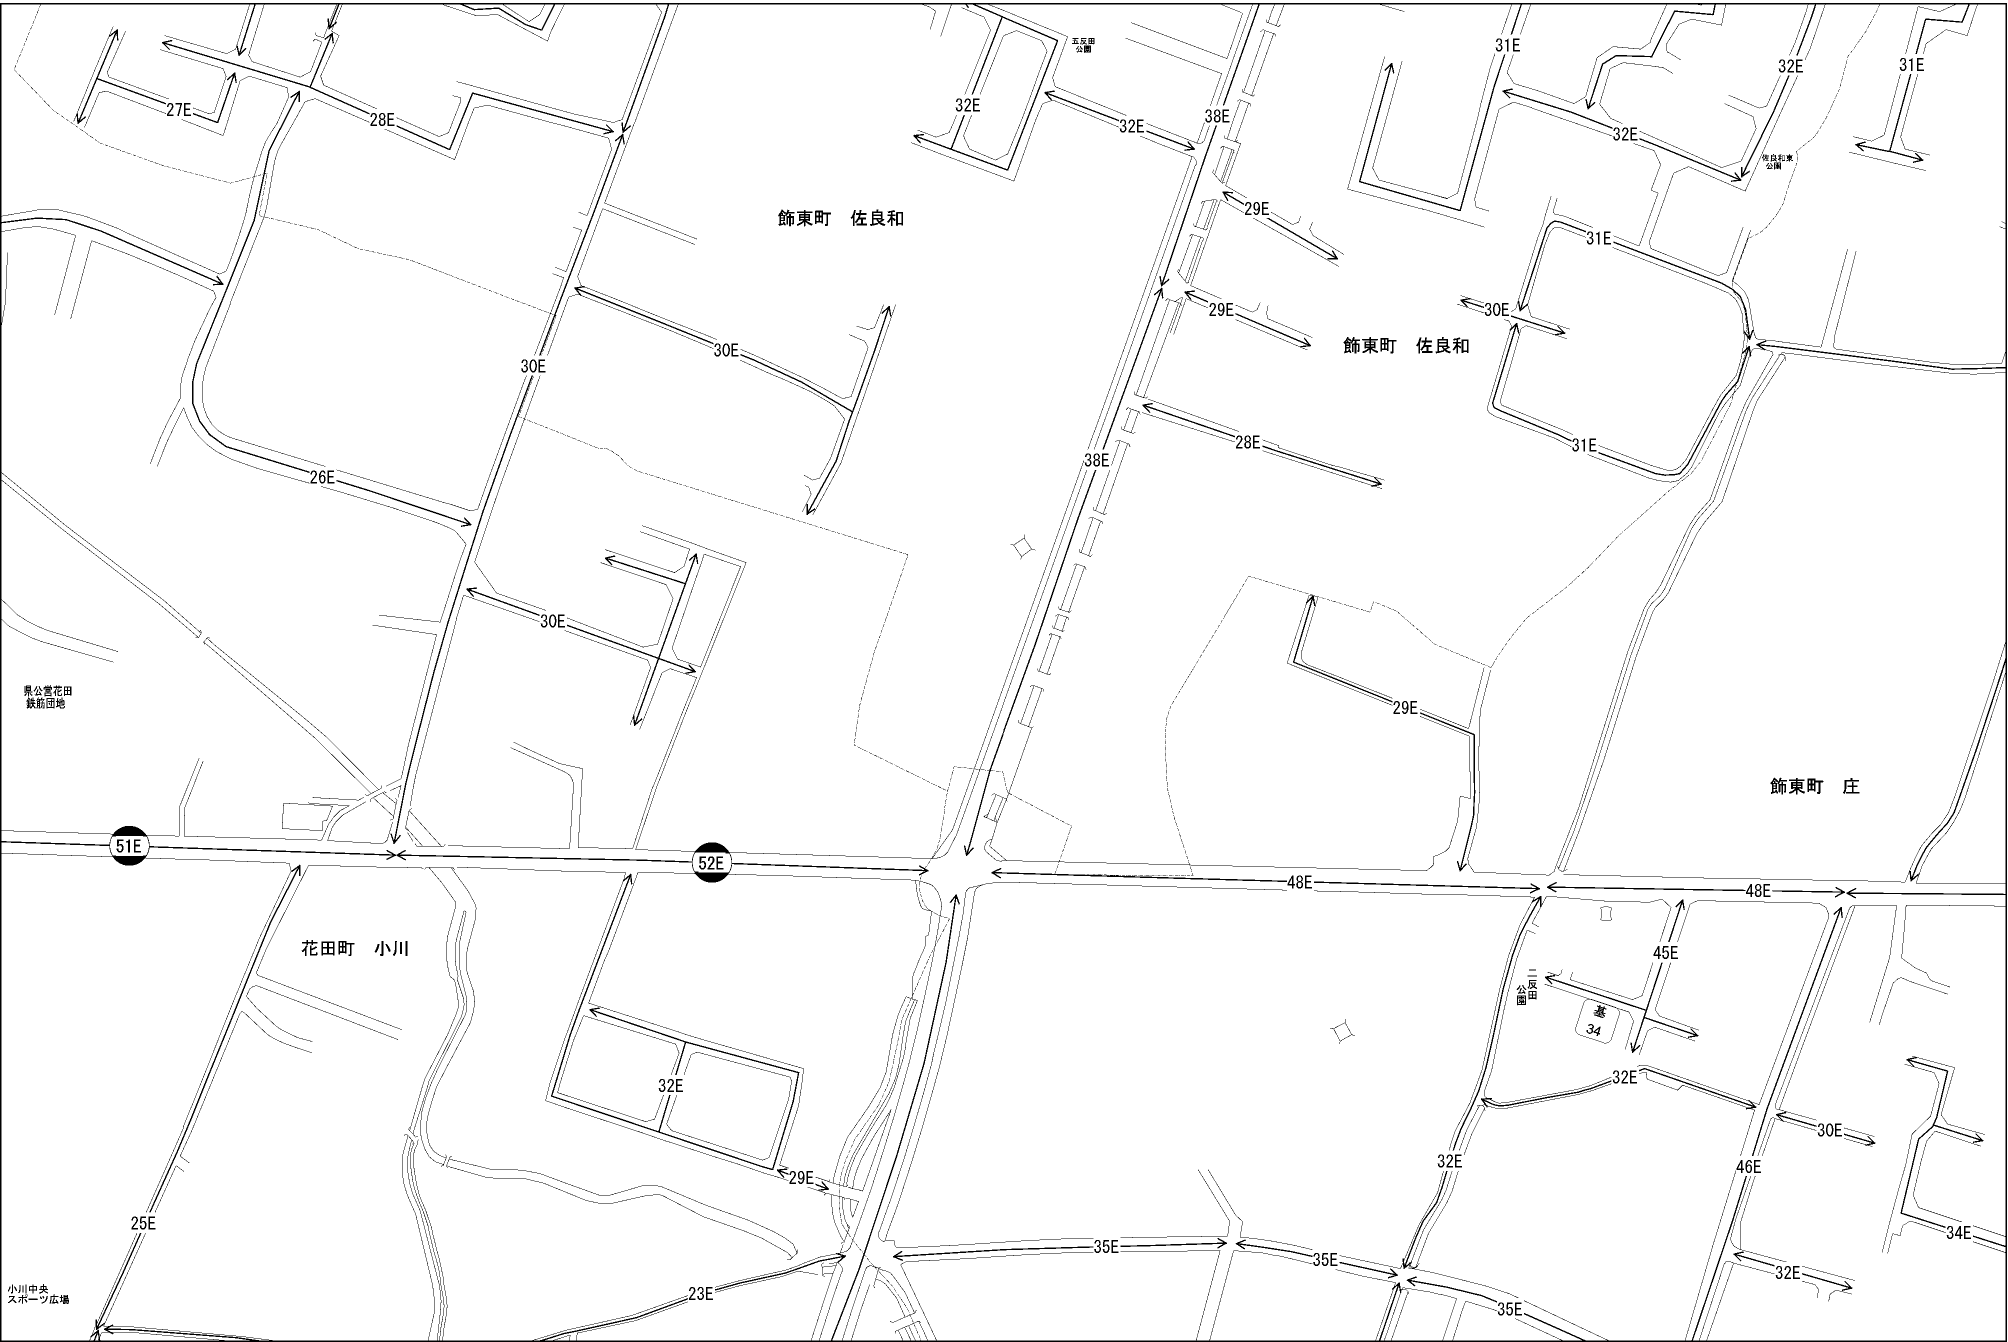 五反田
公園
31E
32E
31E
27E
28E
32E
38E
32E
32E
佐良和東
公園
29E
飾東町　佐良和
31E
29E
30E
飾東町　佐良和
30E
30E
28E
31E
38E
26E
30E
県公営花田
鉄筋団地
29E
飾東町　庄
51E
52E
48E
48E
花田町　小川
45E
二反田
公園
基
34
32E
32E
30E
32E
46E
29E
25E
34E
35E
35E
32E
小川中央
スポーツ広場
23E
35E